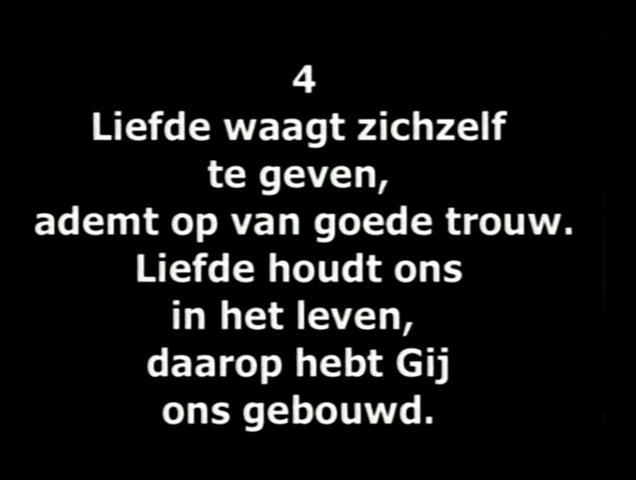 4
Liefde waagt zichzelf
te geven,
ademt op van goede trouw.
Liefde houdt ons
in het leven,
daarop hebt Gij
ons gebouwd.